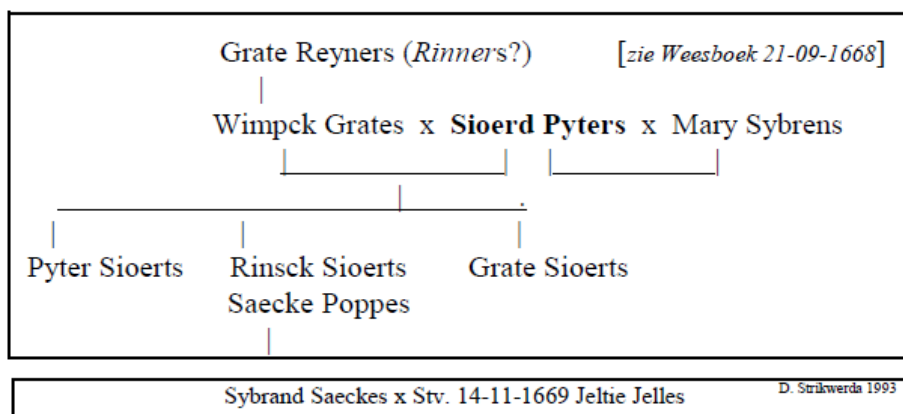 Grate Reyners (Rinners?) [zie Weesboek 21-09-1668]
Wimpck Grates x Sioerd Pyters x Mary Sybrens
Pyter Sioerts Rinsck Sioerts Grate Sioerts
Saecke Poppes
Sybrand Saeckes x Stv. 14-11-1669 Jeltie Jelles D. Strikwerda 1993